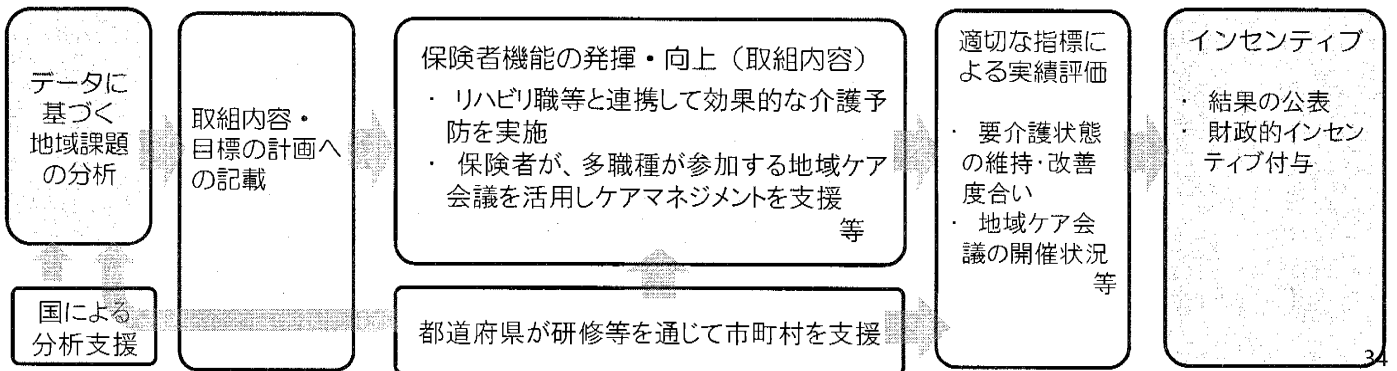 データに
基づく
地域課題
の分析
国による
分析支援
取組内容・
目標の計画へ
の記載
保険者機能の発揮・向上（取組内容）
・ リハビリ職等と連携して効果的な介護予
防を実施
・ 保険者が、多職種が参加する地域ケア
会議を活用しケアマネジメントを支援
等
都道府県が研修等を通じて市町村を支援
適切な指標に
よる実績評価
・ 要介護状態
の維持・改善
度合い
・ 地域ケア会
議の開催状況
等
インセンティブ
・ 結果の公表
・ 財政的インセン
ティブ付与
34